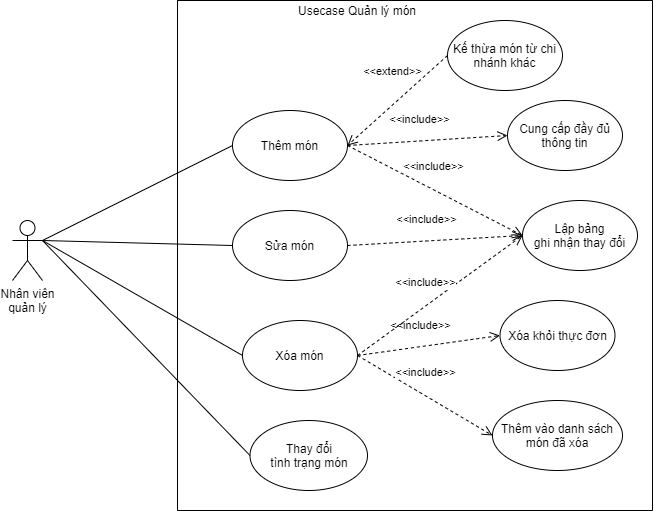 Usecase Quản lý món
Kế thừa món từ chi
nhánh khác
<<extend>>
<<include>>
Cung cấp đầy đủ
thông tin
Thêm món
<<include>>
<<include>>
Lập bảng
ghi nhận thay đổi
Sửa món
Nhân viên
quản lý
<<include>>
<<include>>
Xóa khỏi thực đơn
Xóa món
<<include>>
Thêm vào danh sách
món đã xóa
Thay đổi
tình trạng món